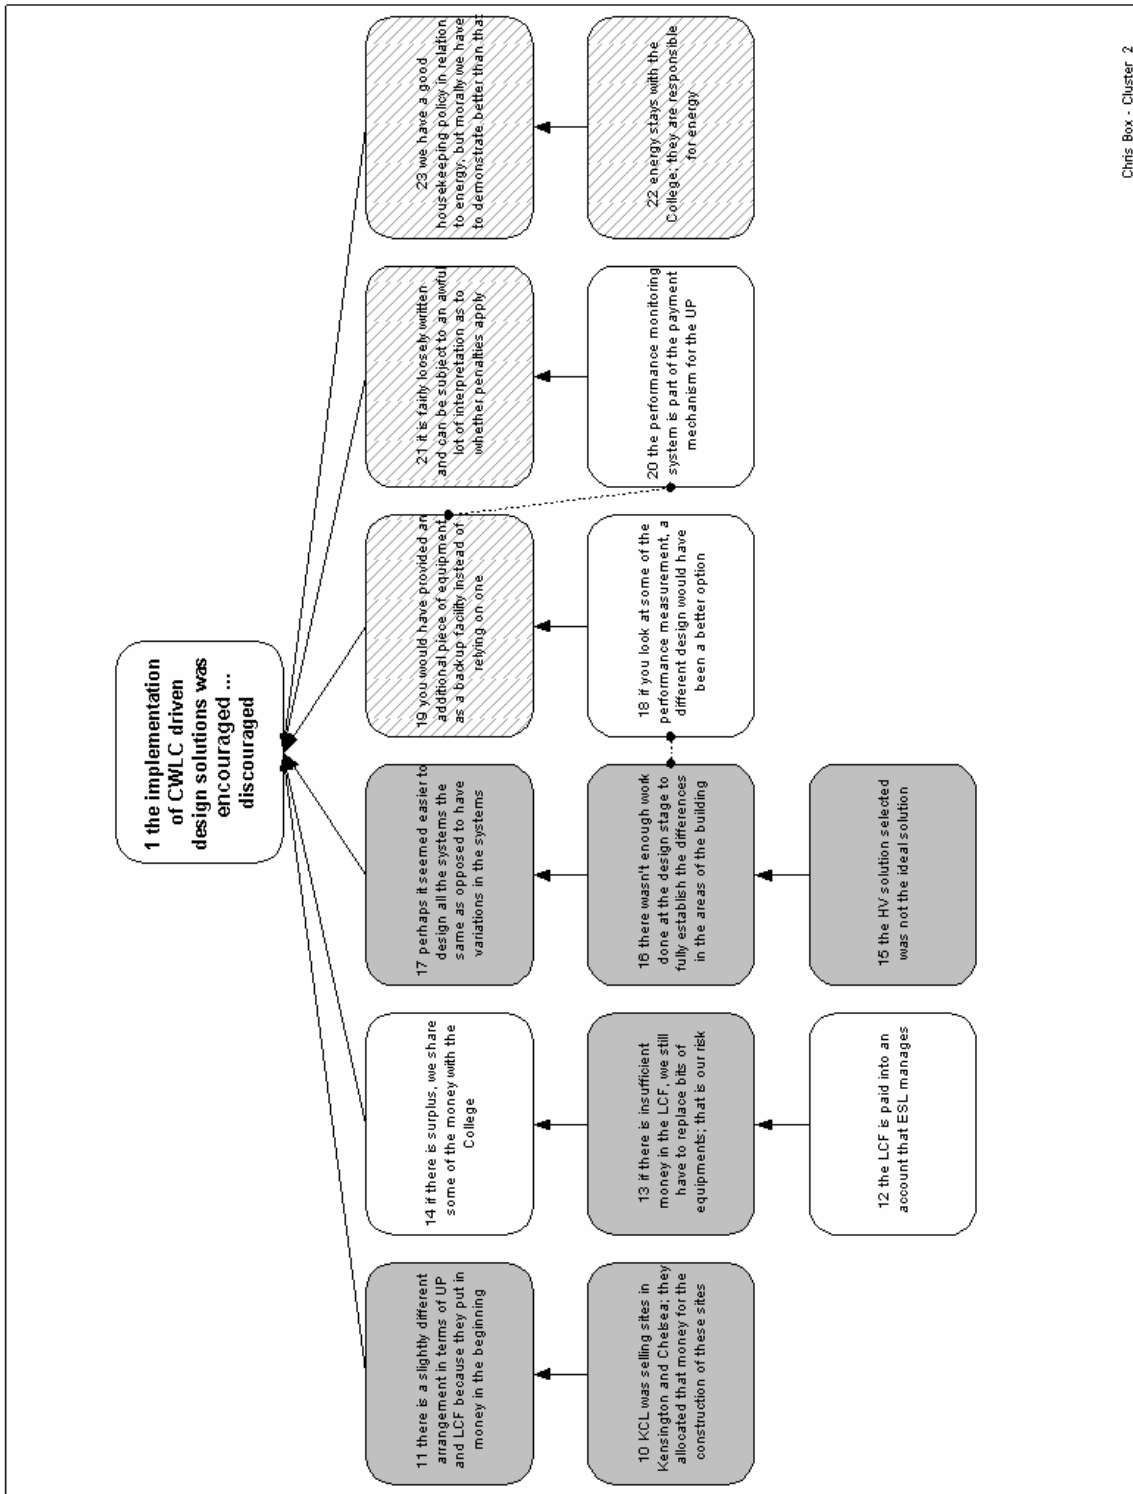 1 the implementation
of CWLC driven
design solutions was
encouraged ...
discouraged
11 there is a slightly different
arrangement in terms of UP
and LCF because they put in
money in the beginning
14 if there is surplus, we share
some of the money with the
College
17 perhaps it seemed easier to
design all the systems the
same as opposed to have
variations in the systems
19 you would have provided an
additional piece of equipment
as a backup facility instead of
relying on one
21 it is fairly loosely written
and can be subject to an awful
lot of interpretation as to
whether penalties apply
23 we have a good
housekeeping policy in relation
to energy, but morally we have
to demonstrate better than that
10 KCL was selling sites in
Kensington and Chelsea; they
allocated that money for the
construction of these sites
13 if there is insufficient
money in the LCF, we still
have to replace bits of
equipments; that is our risk
16 there wasn't enough work
done at the design stage to
fully establish the differences
in the areas of the building
18 if you look at some of the
performance measurement, a
different design would have
been a better option
20 the performance monitoring
system is part of the payment
mechanism for the UP
22 energy stays with the
College; they are responsible
for energy
12 the LCF is paid into an
account that ESL manages
15 the HV solution selected
was not the ideal solution
Chris Box - Cluster 2